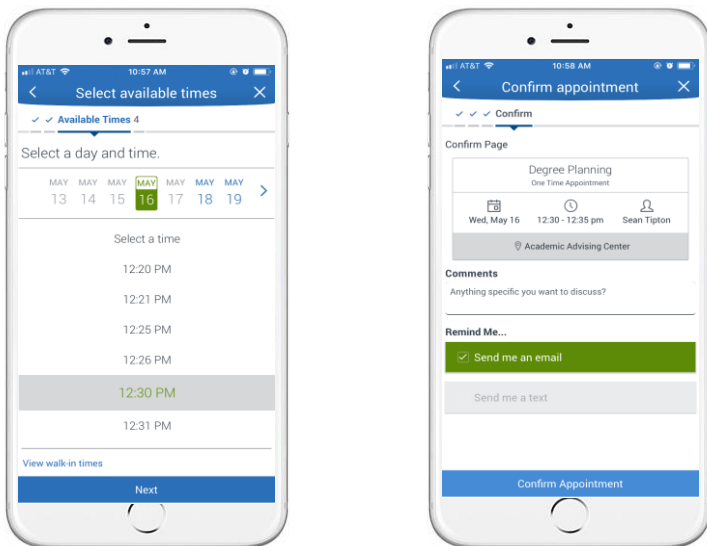 AT&T 10:57 AM
Select available times
Available Times 4
Select a day and time.
MAY MAY MAY MAY MAY MAY MAY
13 14 15 16 17 18 19
Select a time
12:20 PM
12:21 PM
12:25 PM
12:26 PM
12:30 PM
12:31 PM
View walk-in times
Next
AT&T 10:58 AM
Confirm appointment
Confirm
Confirm Page
Degree Planning
One Time Appointment
Wed, May 16 12:30 - 12:35 pm Sean Tipton
Academic Advising Center
Comments
Anything specific you want to discuss?
Remind Me...
Send me an email
Send me a text
Confirm Appointment